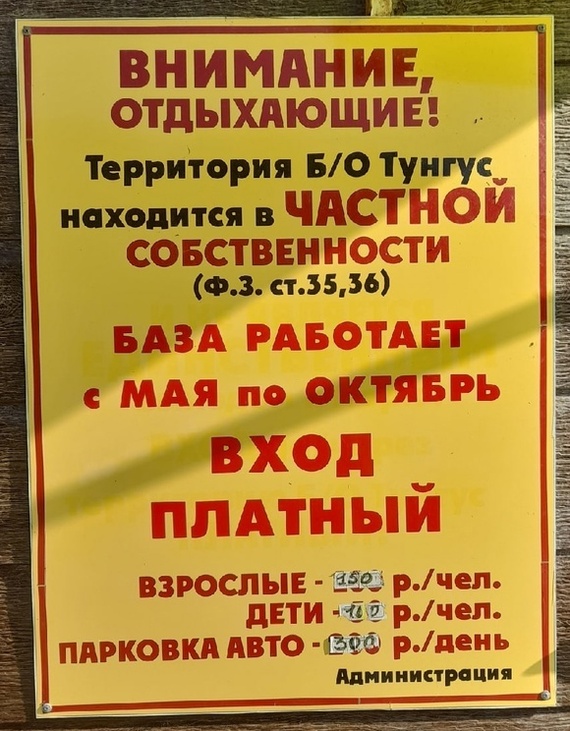 ВНИМАНИЕ,
ОТДЫХАЮЩИЕ!
Территория Б/О Тунгус
находится в ЧАСТНОЙ
СОБСТВЕННОСТИ
(Ф.З. ст.35,36)
БАЗА РАБОТАЕТ
с МАЯ по ОКТЯБРЬ
ВХОД
ПЛАТНЫЙ
ВЗРОСЛЫЕ - 150 р./чел.
ДЕТИ - 100 р./чел.
ПАРКОВКА АВТО - 300 р./день
Администрация